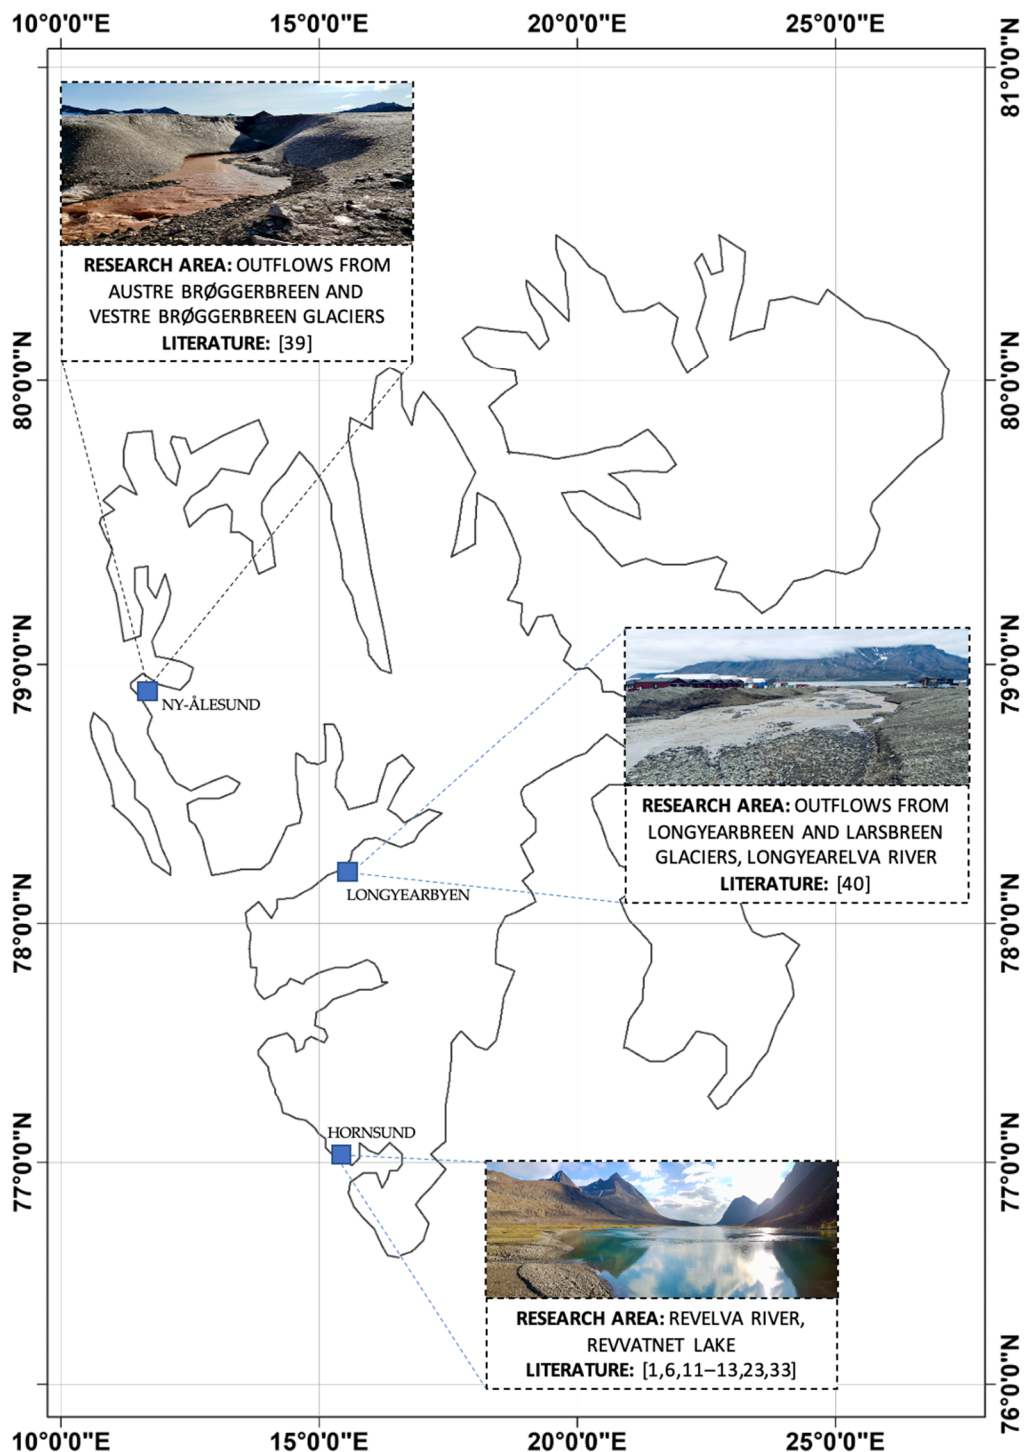 10°0'0"E 15°0'0"E 20°0'0"E 25°0'0"E
81°0'0"N
RESEARCH AREA: OUTFLOWS FROM
AUSTRE BRØGGERBREEN AND
VESTRE BRØGGERBREEN GLACIERS
LITERATURE: [39]
80°0'0"N 80°0'0"N
79°0'0"N 79°0'0"N
NY-ÅLESUND
RESEARCH AREA: OUTFLOWS FROM
LONGYEARBREEN AND LARSBREEN
GLACIERS, LONGYEARELVA RIVER
LITERATURE: [40]
LONGYEARBYEN
78°0'0"N 78°0'0"N
HORNSUND
77°0'0"N 77°0'0"N
RESEARCH AREA: REVELVA RIVER,
REVVATNET LAKE
LITERATURE: [1,6,11–13,23,33]
76°0'0"N
10°0'0"E 15°0'0"E 20°0'0"E 25°0'0"E